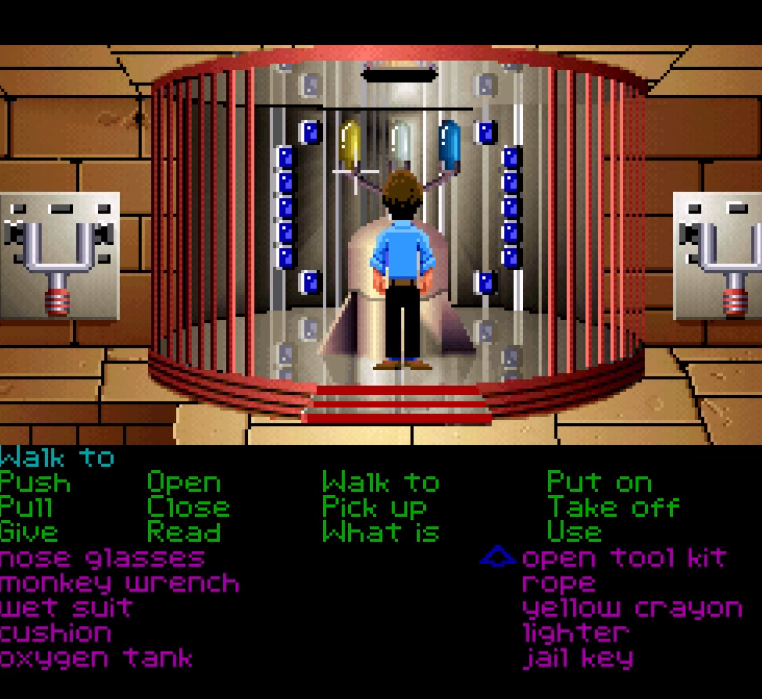 Walk to
Push Open Walk to Put on
Pull Close Pick up Take off
Give Read What is Use
nose glasses open tool kit
monkey wrench rope
wet suit yellow crayon
cushion lighter
oxygen tank jail key